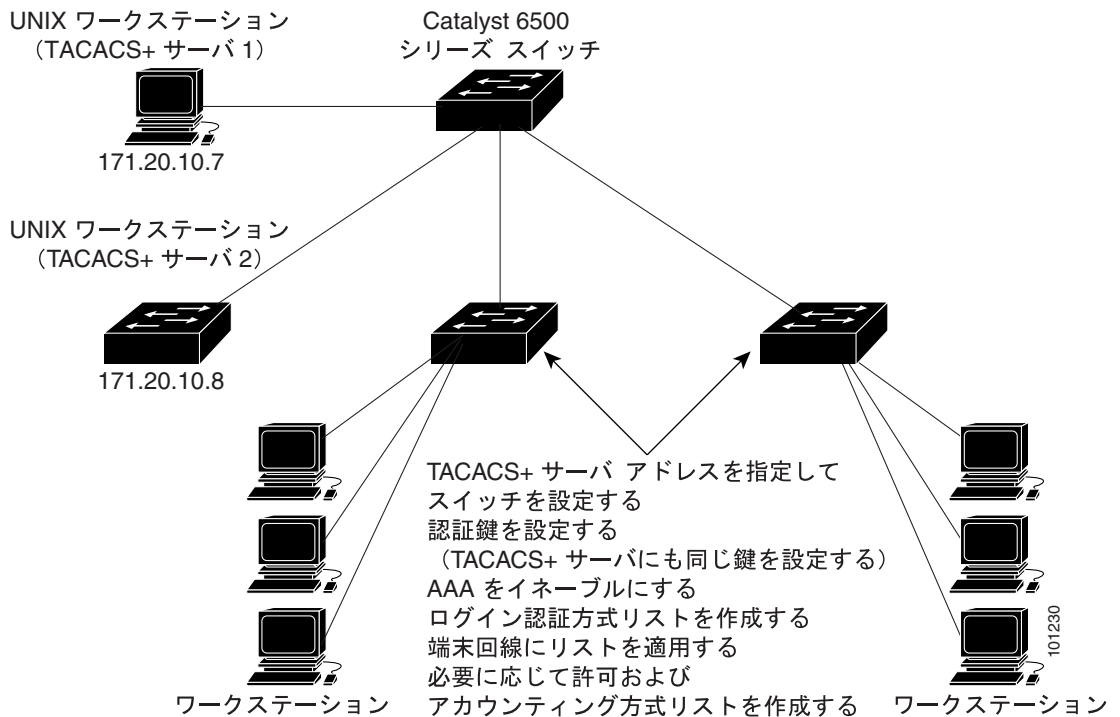 UNIX ワークステーション
（TACACS+ サーバ 1）
Catalyst 6500
シリーズ スイッチ
171.20.10.7
UNIX ワークステーション
（TACACS+ サーバ 2）
171.20.10.8
TACACS+ サーバ アドレスを指定して
スイッチを設定する
認証鍵を設定する
（TACACS+ サーバにも同じ鍵を設定する）
AAA をイネーブルにする
ログイン認証方式リストを作成する
端末回線にリストを適用する
必要に応じて許可および
アカウンティング方式リストを作成する
ワークステーション
ワークステーション
101230